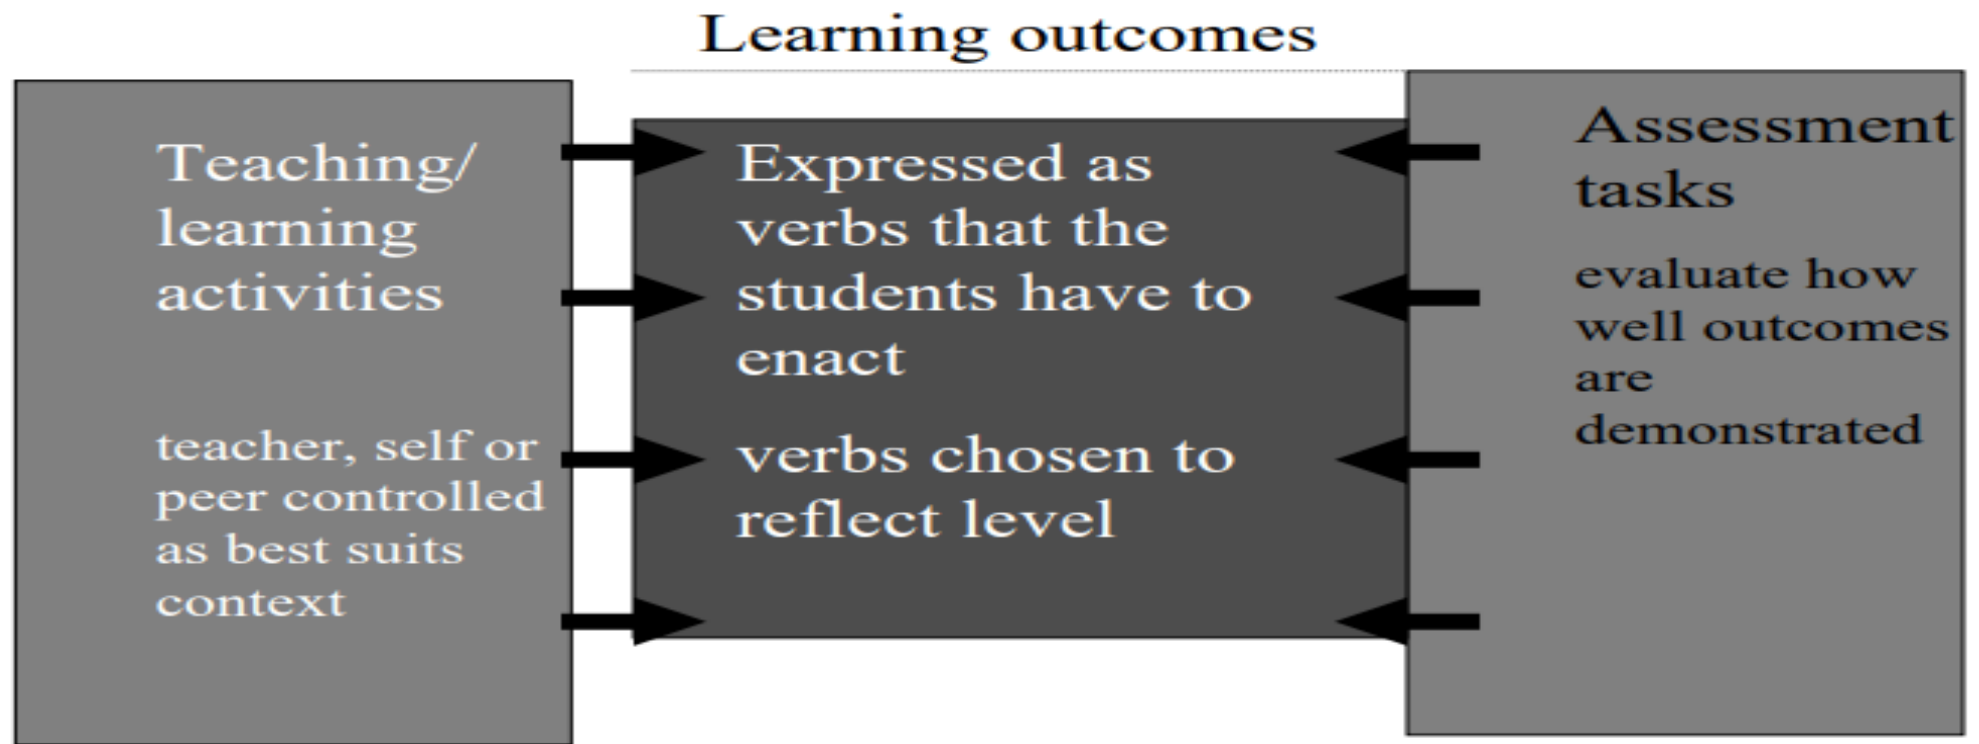 Learning outcomes
Teaching/
learning
activities
teacher, self or
peer controlled
as best suits
context
Expressed as
verbs that the
students have to
enact
verbs chosen to
reflect level
Assessment
tasks
evaluate how
well outcomes
are
demonstrated